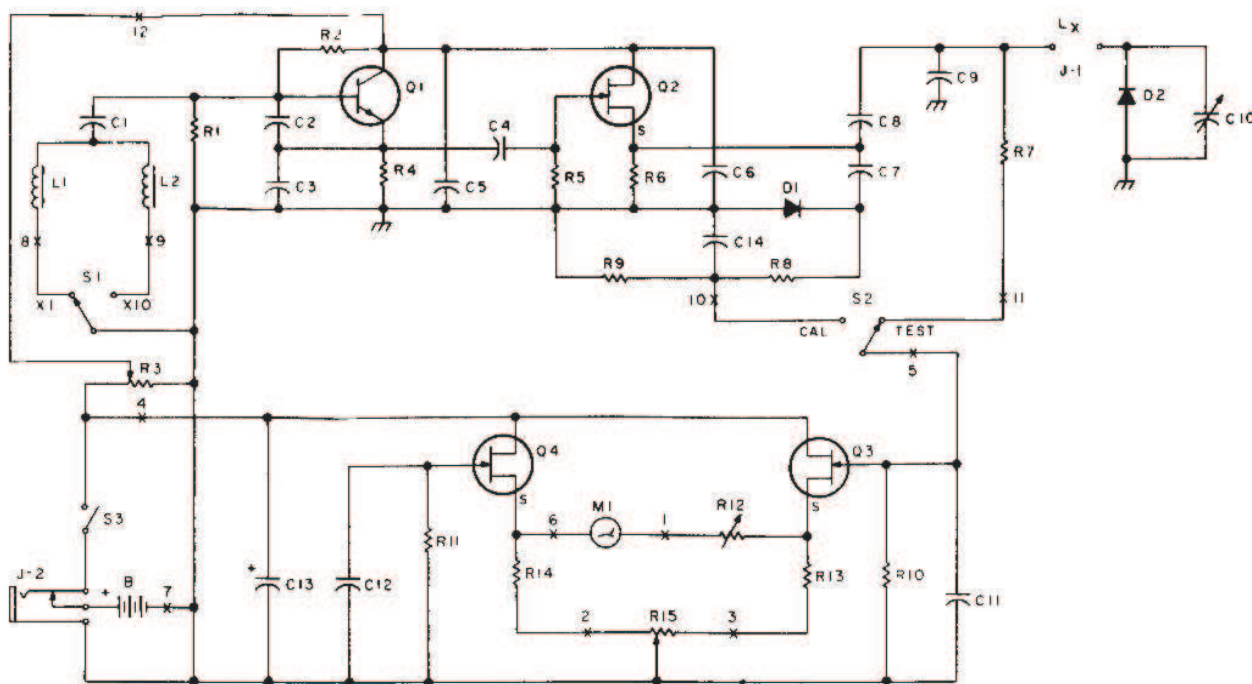 12
R2
Q1
C1
R1
C2
C4
Q2
S
C8
C9
Lx
J-1
D2
C10
L1
L2
C3
R4
C5
R5
R6
C6
C7
R7
D1
8
9
S1
X1
X10
C14
R9
R8
10
S2
11
CAL
TEST
5
R3
4
Q4
Q3
S
S
S3
6
M1
1
R12
R11
R14
R13
R10
J-2
+
B
7
+
C13
C12
C11
2
R15
3